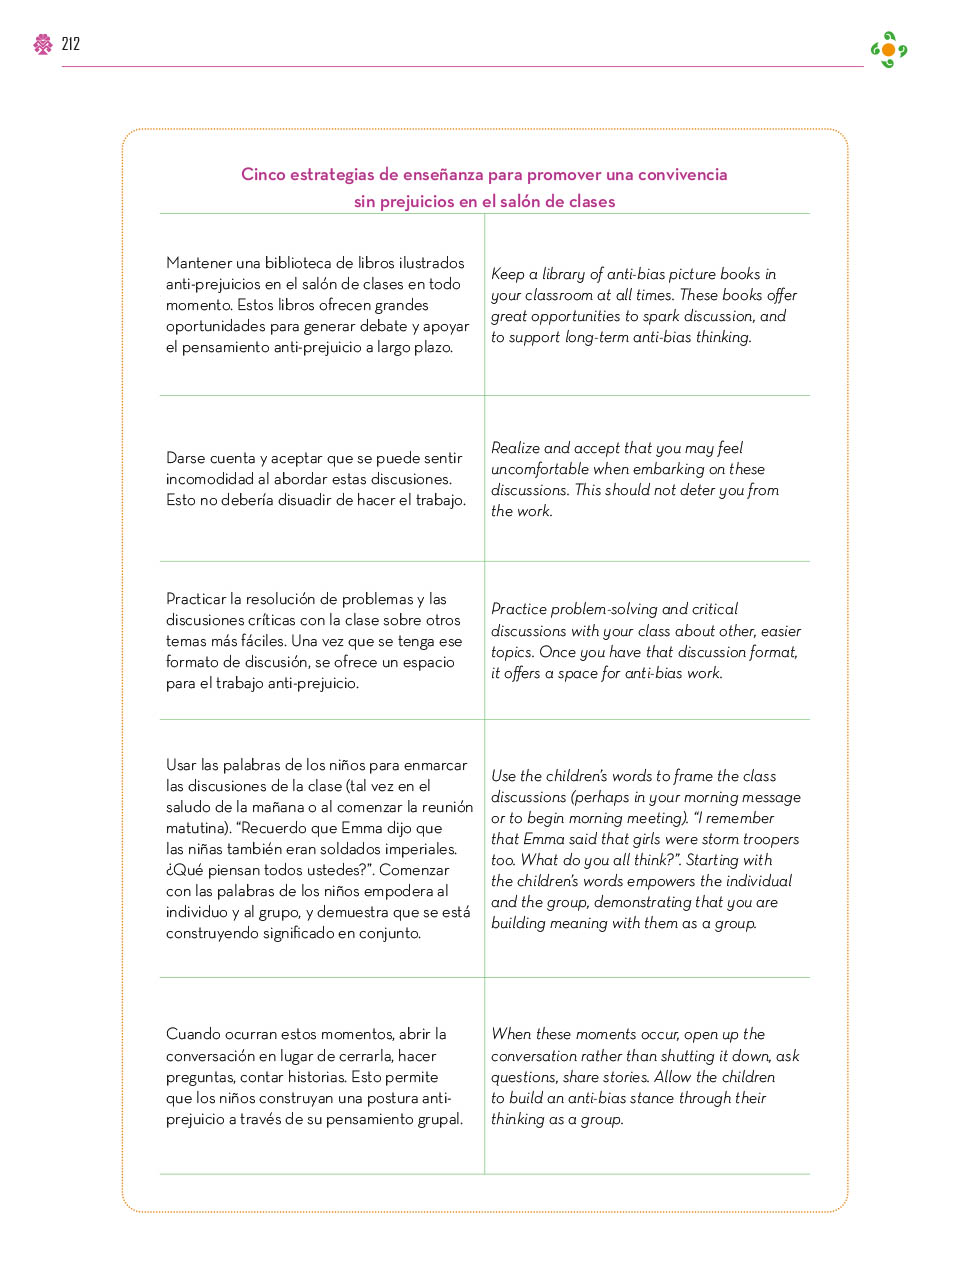 212
Cinco estrategias de enseñanza para promover una convivencia
sin prejuicios en el salón de clases
Mantener una biblioteca de libros ilustrados
anti-prejuicios en el salón de clases en todo
momento. Estos libros ofrecen grandes
oportunidades para generar debate y apoyar
el pensamiento anti-prejuicio a largo plazo.
Keep a library of anti-bias picture books in
your classroom at all times. These books offer
great opportunities to spark discussion, and
to support long-term anti-bias thinking.
Darse cuenta y aceptar que se puede sentir
incomodidad al abordar estas discusiones.
Esto no debería disuadir de hacer el trabajo.
Realize and accept that you may feel
uncomfortable when embarking on these
discussions. This should not deter you from
the work.
Practicar la resolución de problemas y las
discusiones críticas con la clase sobre otros
temas más fáciles. Una vez que se tenga ese
formato de discusión, se ofrece un espacio
para el trabajo anti-prejuicio.
Practice problem-solving and critical
discussions with your class about other, easier
topics. Once you have that discussion format,
it offers a space for anti-bias work.
Usar las palabras de los niños para enmarcar
las discusiones de la clase (tal vez en el
saludo de la mañana o al comenzar la reunión
matutina). “Recuerdo que Emma dijo que
las niñas también eran soldados imperiales.
¿Qué piensan todos ustedes?”. Comenzar
con las palabras de los niños empodera al
individuo y al grupo, y demuestra que se está
construyendo significado en conjunto.
Use the children’s words to frame the class
discussions (perhaps in your morning message
or to begin morning meeting). “I remember
that Emma said that girls were storm troopers
too. What do you all think?”. Starting with
the children’s words empowers the individual
and the group, demonstrating that you are
building meaning with them as a group.
Cuando ocurran estos momentos, abrir la
conversación en lugar de cerrarla, hacer
preguntas, contar historias. Esto permite
que los niños construyan una postura anti-
prejuicio a través de su pensamiento grupal.
When these moments occur, open up the
conversation rather than shutting it down, ask
questions, share stories. Allow the children
to build an anti-bias stance through their
thinking as a group.